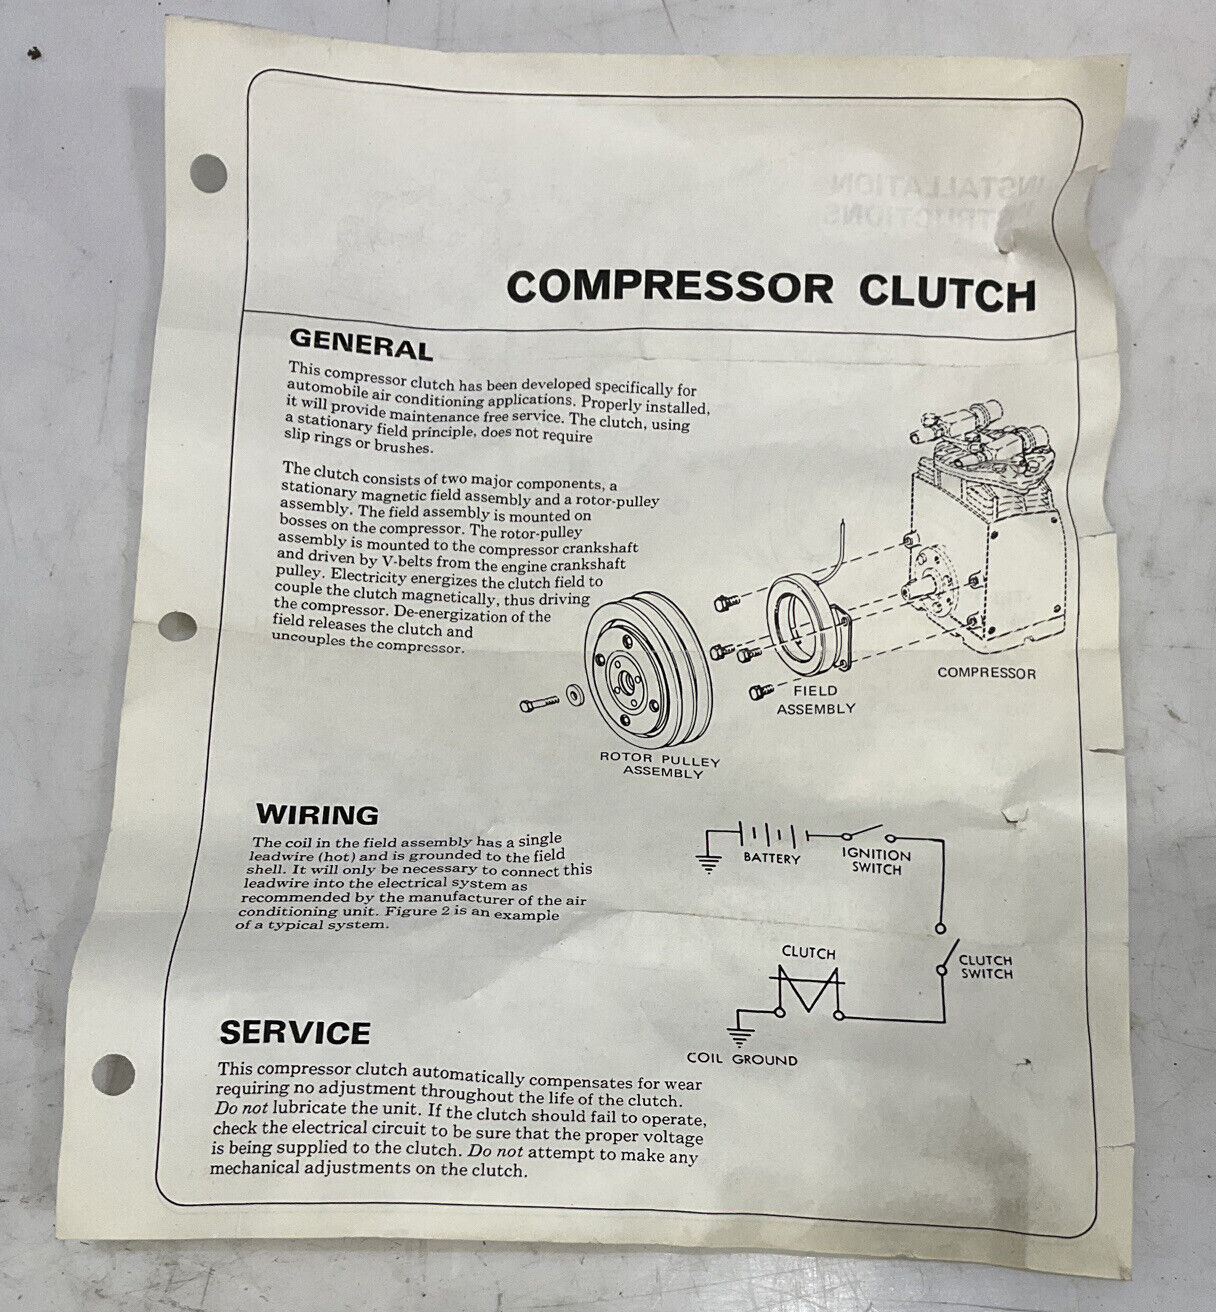 INSTALLATION
INSTRUCTIONS
COMPRESSOR CLUTCH
GENERAL
This compressor clutch has been developed specifically for
automobile air conditioning applications. Properly installed,
it will provide maintenance free service. The clutch, using
a stationary field principle, does not require
slip rings or brushes.
The clutch consists of two major components, a
stationary magnetic field assembly and a rotor-pulley
assembly. The field assembly is mounted on
bosses on the compressor. The rotor-pulley
assembly is mounted to the compressor crankshaft
and driven by V-belts from the engine crankshaft
pulley. Electricity energizes the clutch field to
couple the clutch magnetically, thus driving
the compressor. De-energization of the
field releases the clutch and
uncouples the compressor.
COMPRESSOR
FIELD
ASSEMBLY
ROTOR PULLEY
ASSEMBLY
WIRING
The coil in the field assembly has a single
leadwire (hot) and is grounded to the field
shell. It will only be necessary to connect this
leadwire into the electrical system as
recommended by the manufacturer of the air
conditioning unit. Figure 2 is an example
of a typical system.
BATTERY
IGNITION
SWITCH
CLUTCH
SWITCH
CLUTCH
COIL GROUND
SERVICE
This compressor clutch automatically compensates for wear
requiring no adjustment throughout the life of the clutch.
Do not lubricate the unit. If the clutch should fail to operate,
check the electrical circuit to be sure that the proper voltage
is being supplied to the clutch. Do not attempt to make any
mechanical adjustments on the clutch.